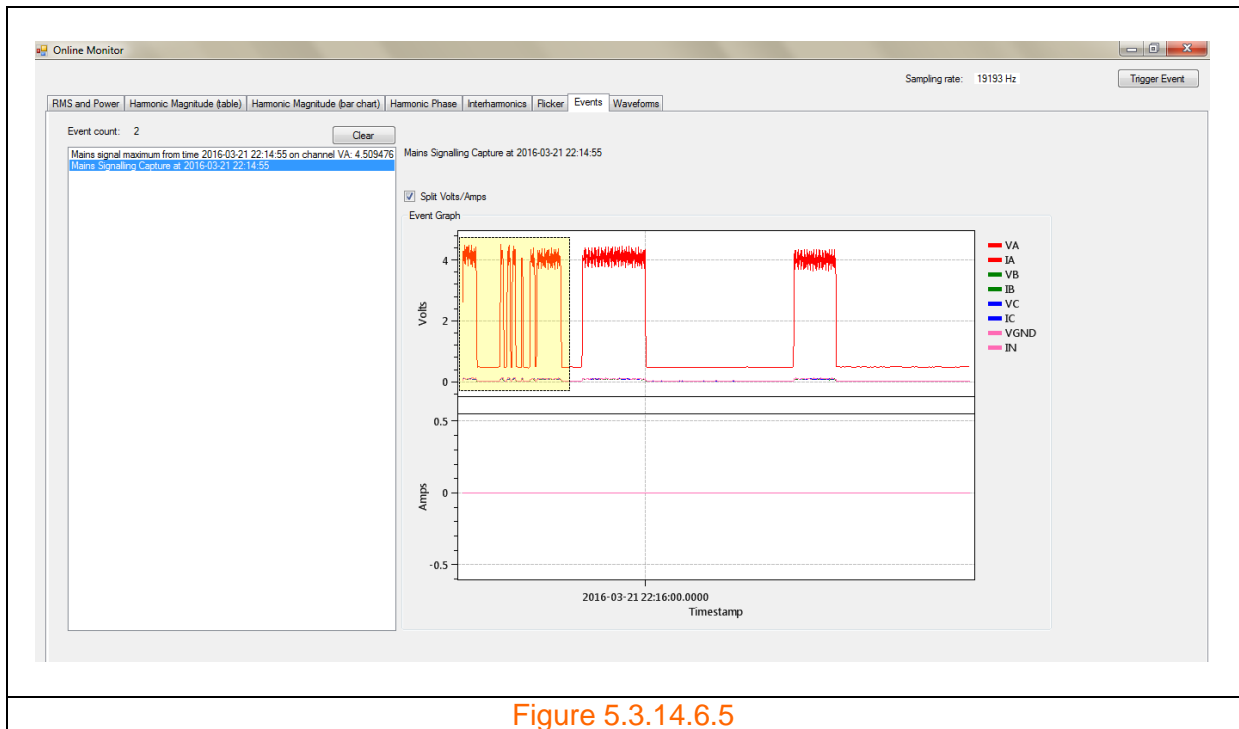 Online Monitor
Sampling rate: 19193 Hz
Trigger Event
RMS and Power Harmonic Magnitude (table) Harmonic Magnitude (bar chart) Harmonic Phase Interharmonics Flicker Events Waveforms
Event count: 2
Clear
Mains signal maximum from time 2016-03-21 22:14:55 on channel VA: 4.509476
Mains Signalling Capture at 2016-03-21 22:14:55
Mains Signalling Capture at 2016-03-21 22:14:55
Split Volts/Amps
Event Graph
4
2
0
Volts
0.5
0
-0.5
Amps
2016-03-21 22:16:00.0000
Timestamp
VA
IA
VB
IB
VC
IC
VGND
IN
Figure 5.3.14.6.5